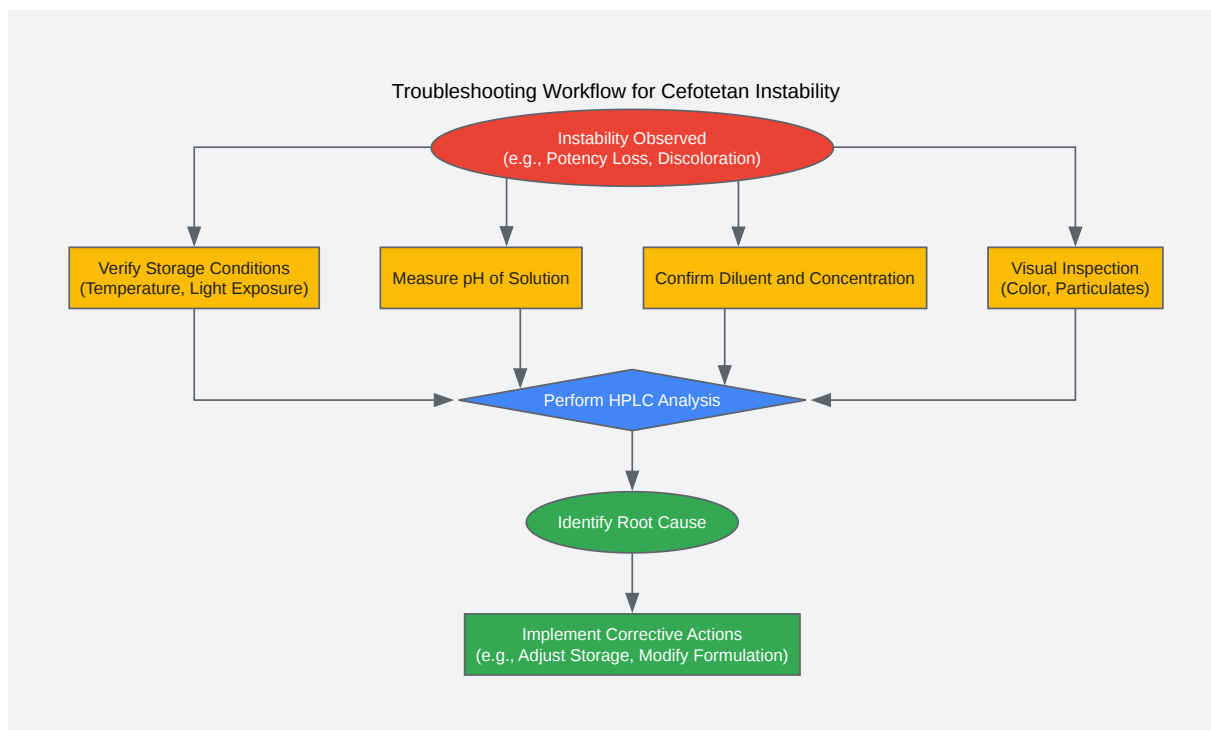 Troubleshooting Workflow for Cefotetan Instability
Instability Observed
(e.g., Potency Loss, Discoloration)
Verify Storage Conditions
(Temperature, Light Exposure)
Measure pH of Solution
Confirm Diluent and Concentration
Visual Inspection
(Color, Particulates)
Perform HPLC Analysis
Identify Root Cause
Implement Corrective Actions
(e.g., Adjust Storage, Modify Formulation)